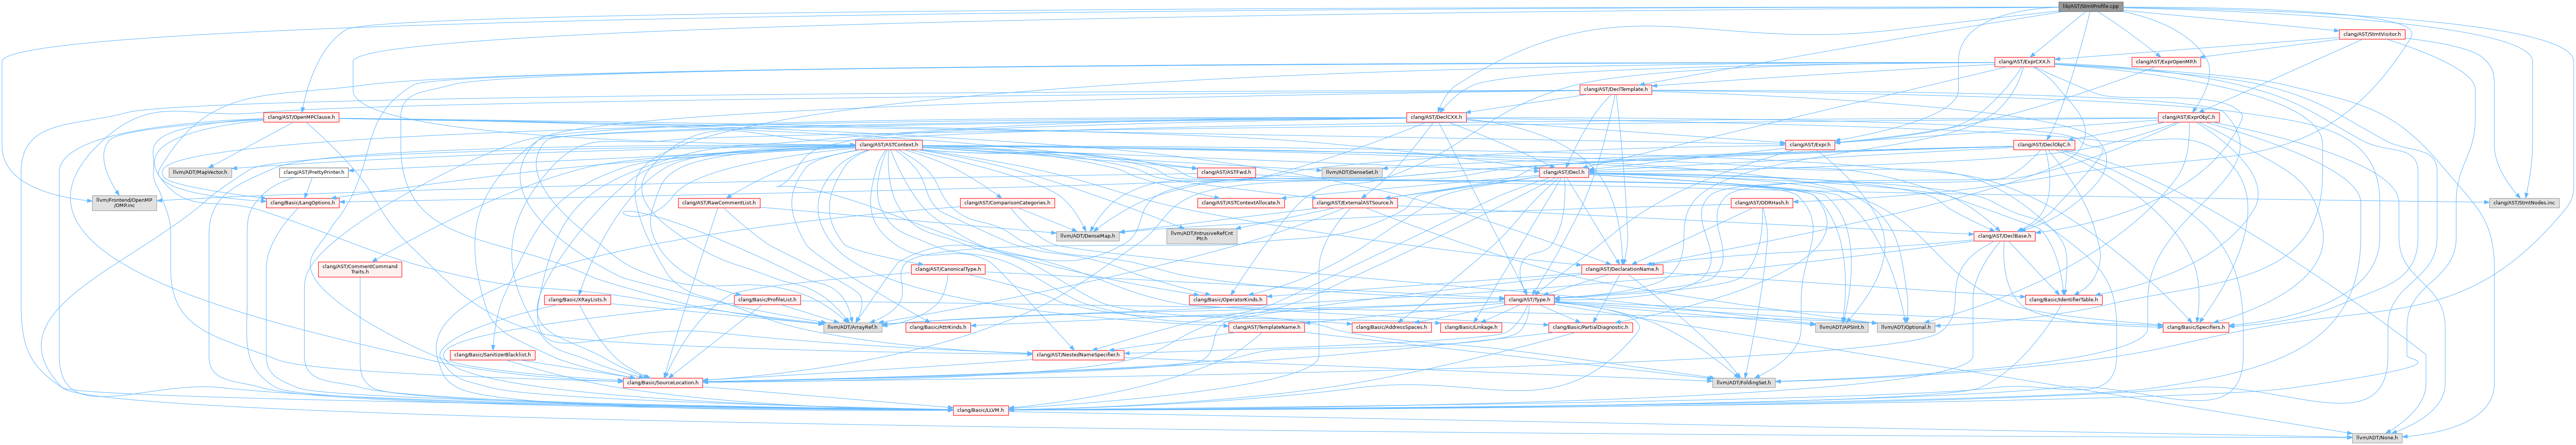 lib/AST/StmtProfile.cpp
clang/AST/StmtVisitor.h
clang/AST/ExprCXX.h
clang/AST/ExprOpenMP.h
clang/AST/DeclTemplate.h
clang/AST/OpenMPClause.h
clang/AST/DeclCXX.h
clang/AST/ExprObjC.h
clang/AST/ASTContext.h
clang/AST/Expr.h
clang/AST/DeclObjC.h
llvm/ADT/MapVector.h
clang/AST/PrettyPrinter.h
clang/AST/ASTFwd.h
llvm/ADT/DenseSet.h
clang/AST/Decl.h
llvm/Frontend/OpenMP
/OMP.inc
clang/Basic/LangOptions.h
clang/AST/RawCommentList.h
clang/AST/ComparisonCategories.h
clang/AST/ASTContextAllocate.h
clang/AST/ExternalASTSource.h
clang/AST/ODRHash.h
clang/AST/StmtNodes.inc
llvm/ADT/DenseMap.h
llvm/ADT/IntrusiveRefCnt
Ptr.h
clang/AST/DeclBase.h
clang/AST/CommentCommand
Traits.h
clang/AST/CanonicalType.h
clang/AST/DeclarationName.h
clang/Basic/XRayLists.h
clang/Basic/ProfileList.h
clang/Basic/OperatorKinds.h
clang/AST/Type.h
clang/Basic/IdentifierTable.h
llvm/ADT/ArrayRef.h
clang/Basic/AttrKinds.h
clang/AST/TemplateName.h
clang/Basic/AddressSpaces.h
clang/Basic/Linkage.h
clang/Basic/PartialDiagnostic.h
llvm/ADT/APSInt.h
llvm/ADT/Optional.h
clang/Basic/Specifiers.h
clang/Basic/SanitizerBlacklist.h
clang/AST/NestedNameSpecifier.h
clang/Basic/SourceLocation.h
llvm/ADT/FoldingSet.h
clang/Basic/LLVM.h
llvm/ADT/None.h